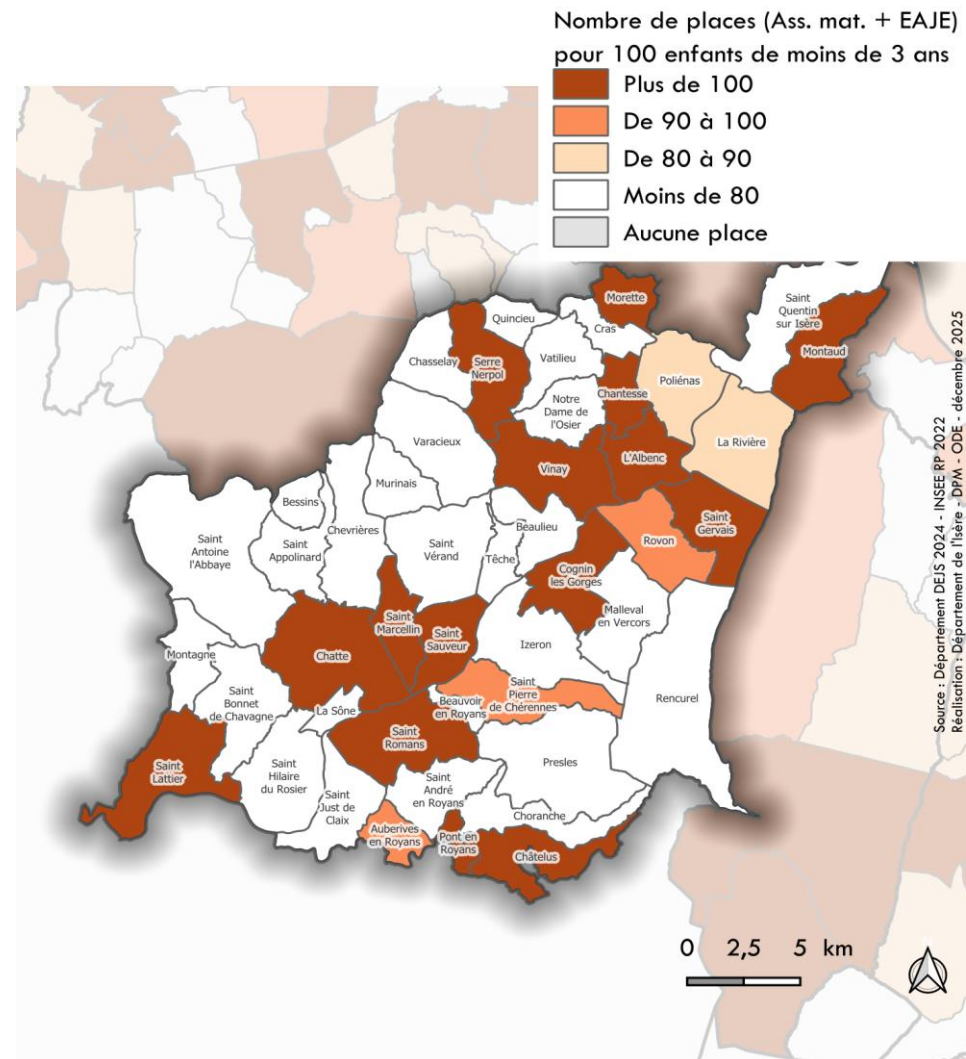 Nombre de places (Ass. mat. + EAJE)
pour 100 enfants de moins de 3 ans
Plus de 100
De 90 à 100
De 80 à 90
Moins de 80
Aucune place
Morette
Saint
Quentin
sur Isère
Montaud
Quincieu
Cras
Chasselay
Serre
Nerpol
Vatilieu
Chantesse
Poliénas
Notre
Dame de
l'Osier
La Rivière
Varacieux
Vinay
L'Albenc
Murinais
Bessins
Chevrières
Saint
Antoine
l'Abbaye
Saint
Appolinard
Saint
Vérand
Têche
Beaulieu
Rovon
Saint
Gervais
Cognin
les Gorges
Malleval
en Vercors
Saint
Marcellin
Saint
Sauveur
Izeron
Chatte
Montagne
Saint
Bonnet
de Chavagne
La Sône
Beauvoir
en Royans
Saint
Pierre
de Chérennes
Rencurel
Saint
Romans
Saint
Lattier
Saint
Hilaire
du Rosier
Saint
Just de
Claix
Saint
André
en Royans
Presles
Choranche
Auberives
en Royans
Pont en
Royans
Châtelus
0 2,5 5 km
Source : Département DEJS 2024 - INSEE RP 2022
Réalisation : Département de l'Isère - DPM - ODE - décembre 2025